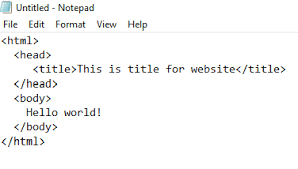 Untitled - Notepad
File Edit Format View Help
<html>
  <head>
     <title>This is title for website</title>
  </head>
  <body>
    Hello world!
  </body>
</html>